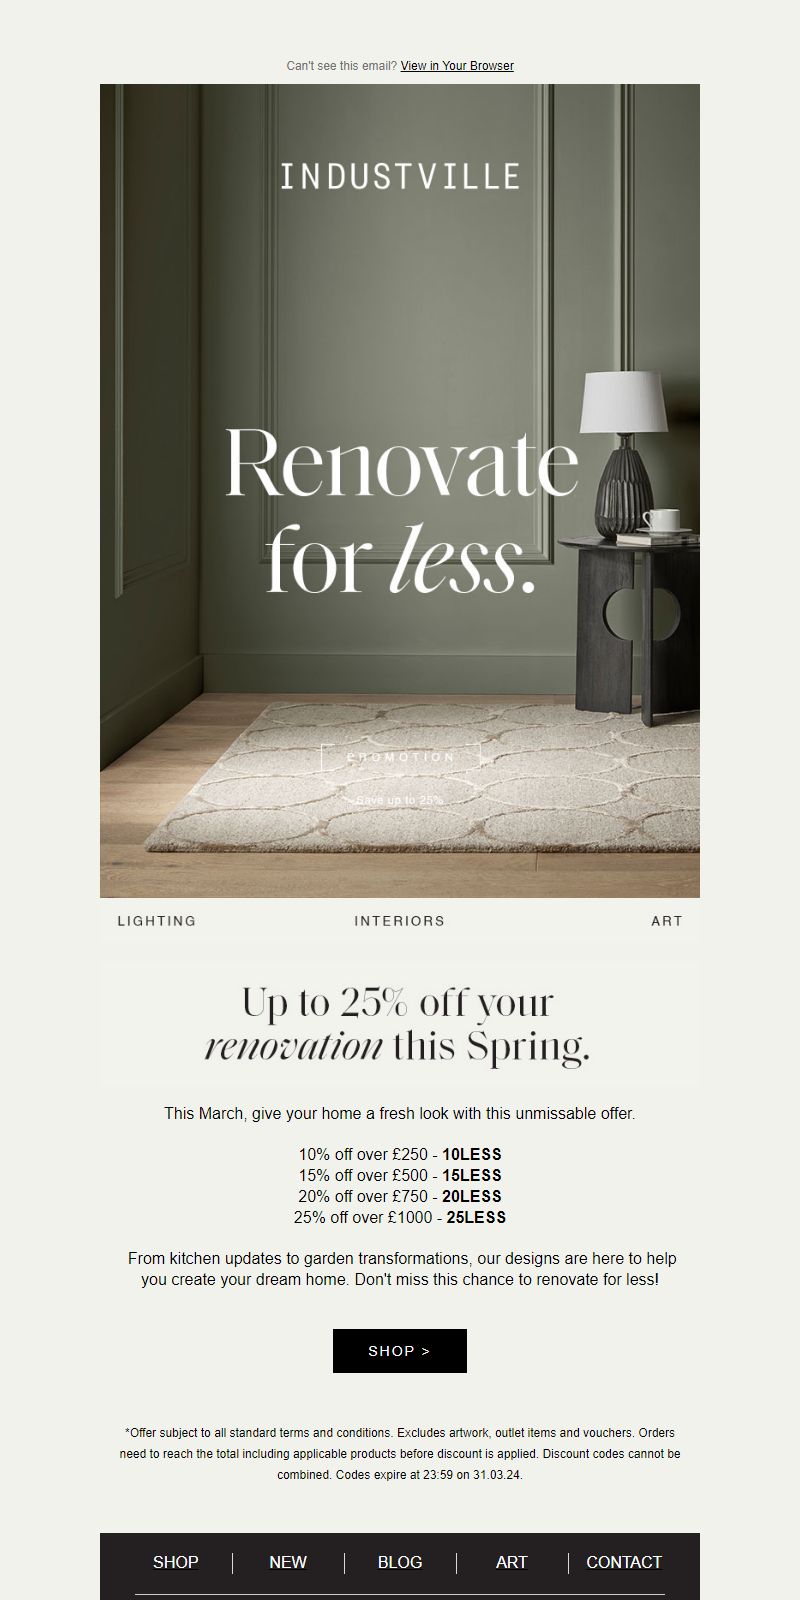 Can't see this email? View in Your Browser
INDUSTVILLE
Renovate
for less.
PROMOTION
Save up to 25%
LIGHTING INTERIORS ART
Up to 25% off your
renovation this Spring.
This March, give your home a fresh look with this unmissable offer.
10% off over £250 - 10LESS
15% off over £500 - 15LESS
20% off over £750 - 20LESS
25% off over £1000 - 25LESS
From kitchen updates to garden transformations, our designs are here to help
you create your dream home. Don't miss this chance to renovate for less!
SHOP >
*Offer subject to all standard terms and conditions. Excludes artwork, outlet items and vouchers. Orders
need to reach the total including applicable products before discount is applied. Discount codes cannot be
combined. Codes expire at 23:59 on 31.03.24.
SHOP NEW BLOG ART CONTACT